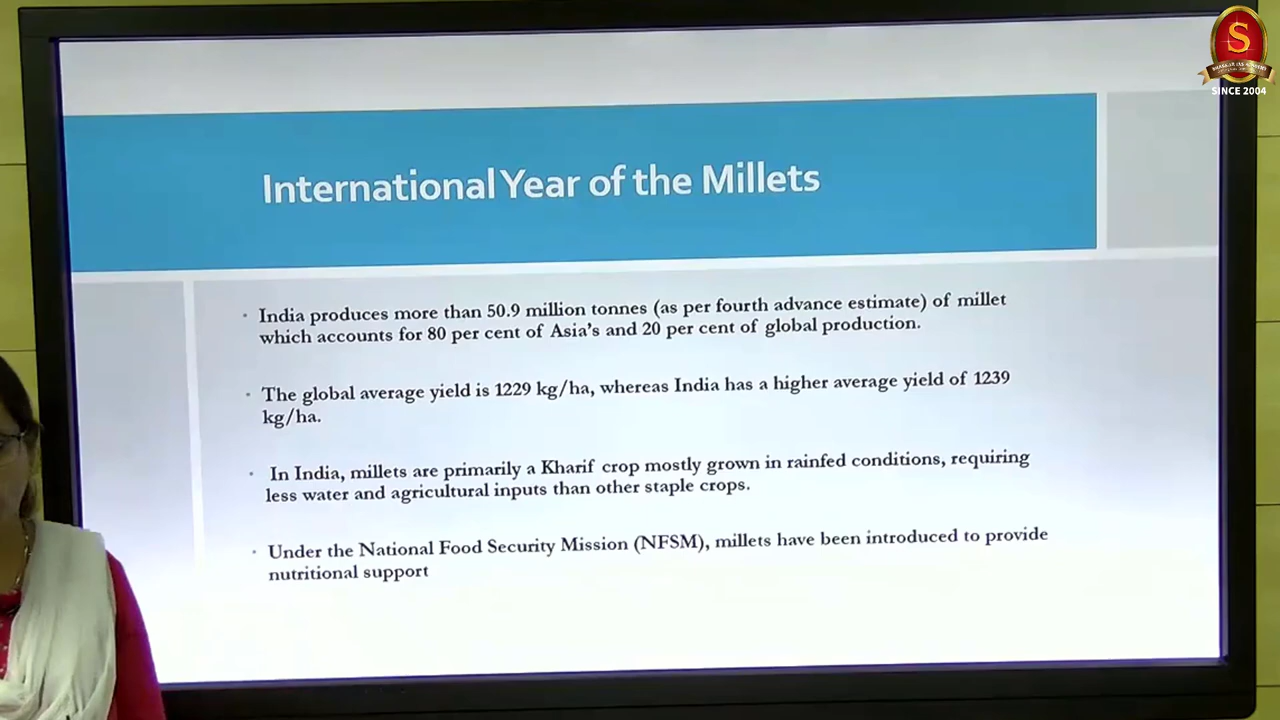 S
SINCE 2004
International Year of the Millets
India produces more than 50.9 million tonnes (as per fourth advance estimate) of millet
which accounts for 80 per cent of Asia's and 20 per cent of global production.
The global average yield is 1229 kg/ha, whereas India has a higher average yield of 1239
kg/ha.
In India, millets are primarily a Kharif crop mostly grown in rainfed conditions, requiring
less water and agricultural inputs than other staple crops.
Under the National Food Security Mission (NFSM), millets have been introduced to provide
nutritional support